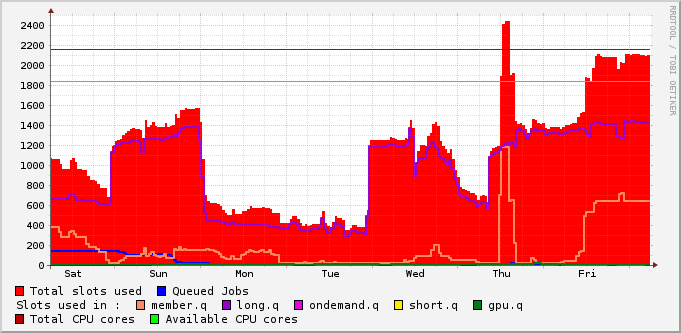 2400
2200
2000
1800
1600
1400
1200
1000
800
600
400
200
0
Sat Sun Mon Tue Wed Thu Fri
RRDTOOL / TOBI OETIKER
Total slots used Queued Jobs
Slots used in : member.q long.q ondemand.q short.q gpu.q
Total CPU cores Available CPU cores